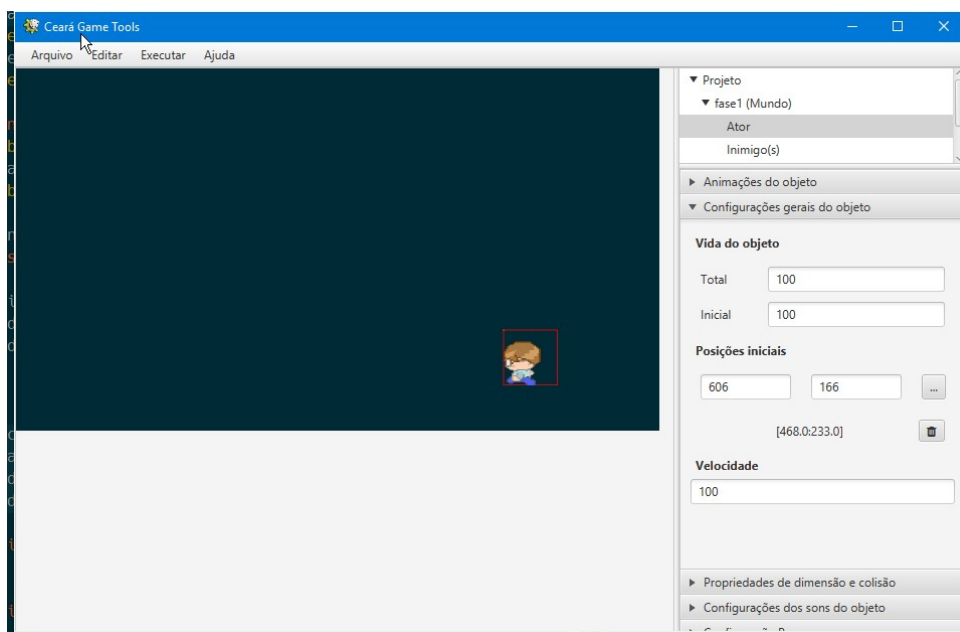 Ceará Game Tools
Arquivo Editar Executar Ajuda
Projeto
fase1 (Mundo)
Ator
Inimigo(s)
Animações do objeto
Configurações gerais do objeto
Vida do objeto
Total 100
Inicial 100
Posições iniciais
606 166 ...
[468.0:233.0]
Velocidade
100
Propriedades de dimensão e colisão
Configurações dos sons do objeto